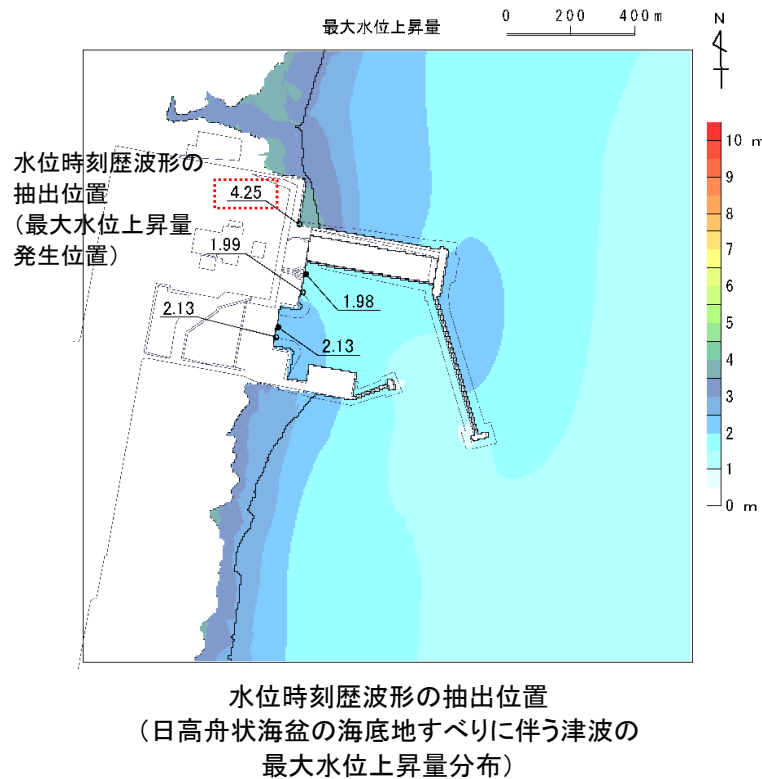 最大水位上昇量
0 200 400m
N
水位時刻歴波形の
抽出位置
(最大水位上昇量
発生位置)
4.25
1.99
1.98
2.13
2.13
10 m
9
8
7
6
5
4
3
2
1
0 m
水位時刻歴波形の抽出位置
(日高舟状海盆の海底地すべりに伴う津波の
最大水位上昇量分布)